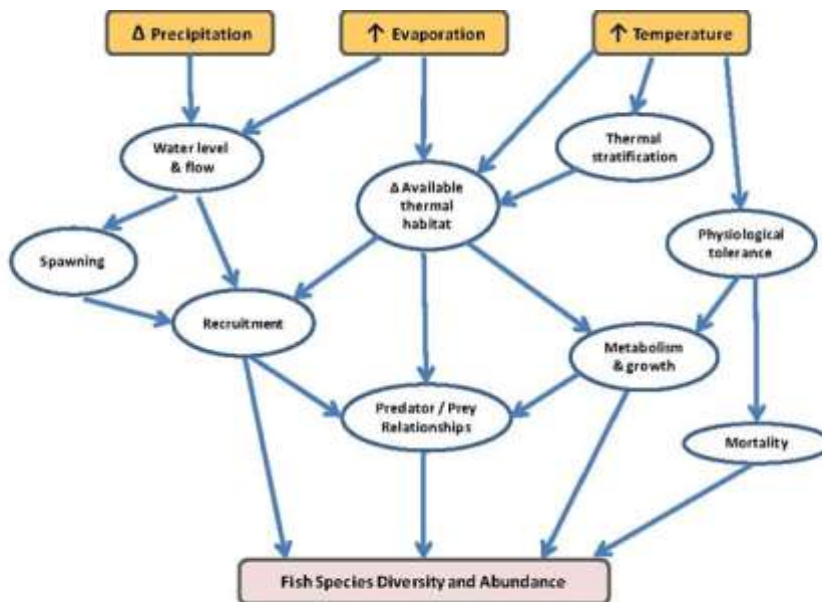 Δ Precipitation
↑ Evaporation
↑ Temperature
Water level
& flow
Thermal
stratification
Δ Available
thermal
habitat
Spawning
Physiological
tolerance
Recruitment
Metabolism
& growth
Predator / Prey
Relationships
Mortality
Fish Species Diversity and Abundance